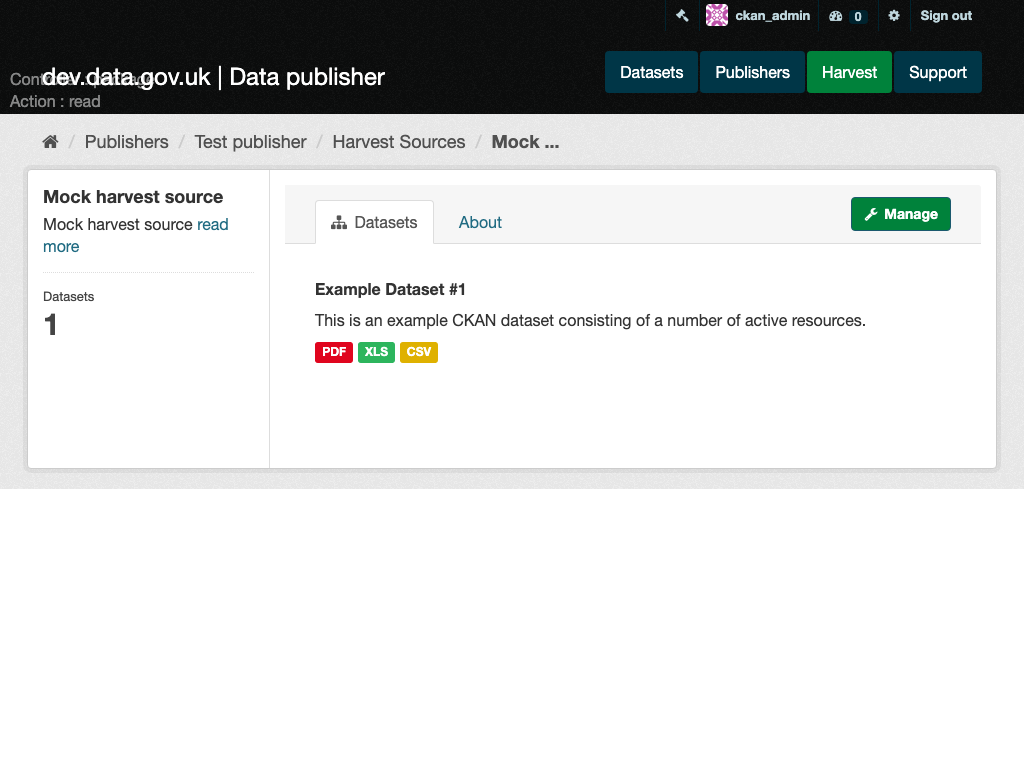 ckan_admin 0 Sign out
dev.data.gov.uk | Data publisher
Action : read
Datasets Publishers Harvest Support
/ Publishers / Test publisher / Harvest Sources / Mock ...
Mock harvest source
Mock harvest source read
more
Datasets
1
Datasets About
Manage
Example Dataset #1
This is an example CKAN dataset consisting of a number of active resources.
PDF XLS CSV